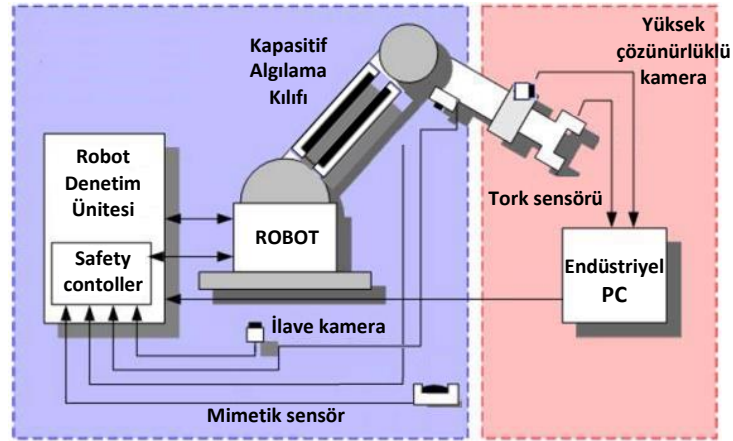 Yüksek
çözünürlüklü
kamera
Kapasitif
Algılama
Kılıfı
Robot
Denetim
Ünitesi
Safety
contoller
ROBOT
Tork sensörü
Endüstriyel
PC
İlave kamera
Mimetik sensör